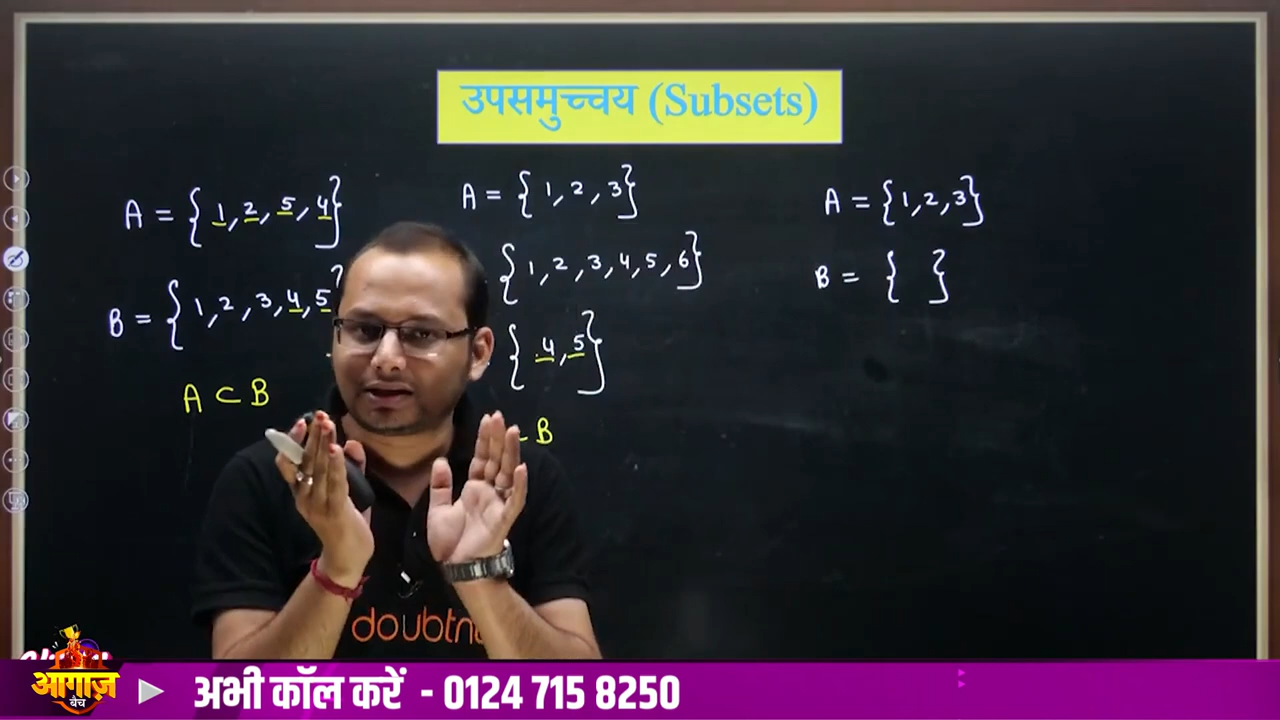 उपसमुच्चय (Subsets)
A = { 1, 2, 5, 4}
B = { 1, 2, 3, 4, 5
A ⊂ B
A = { 1, 2, 3}
{ 1, 2, 3, 4, 5, 6}
{ 4, 5}
B
A = {1, 2, 3}
B = { }
आगाज़
बैच
अभी कॉल करें - 0124 715 8250